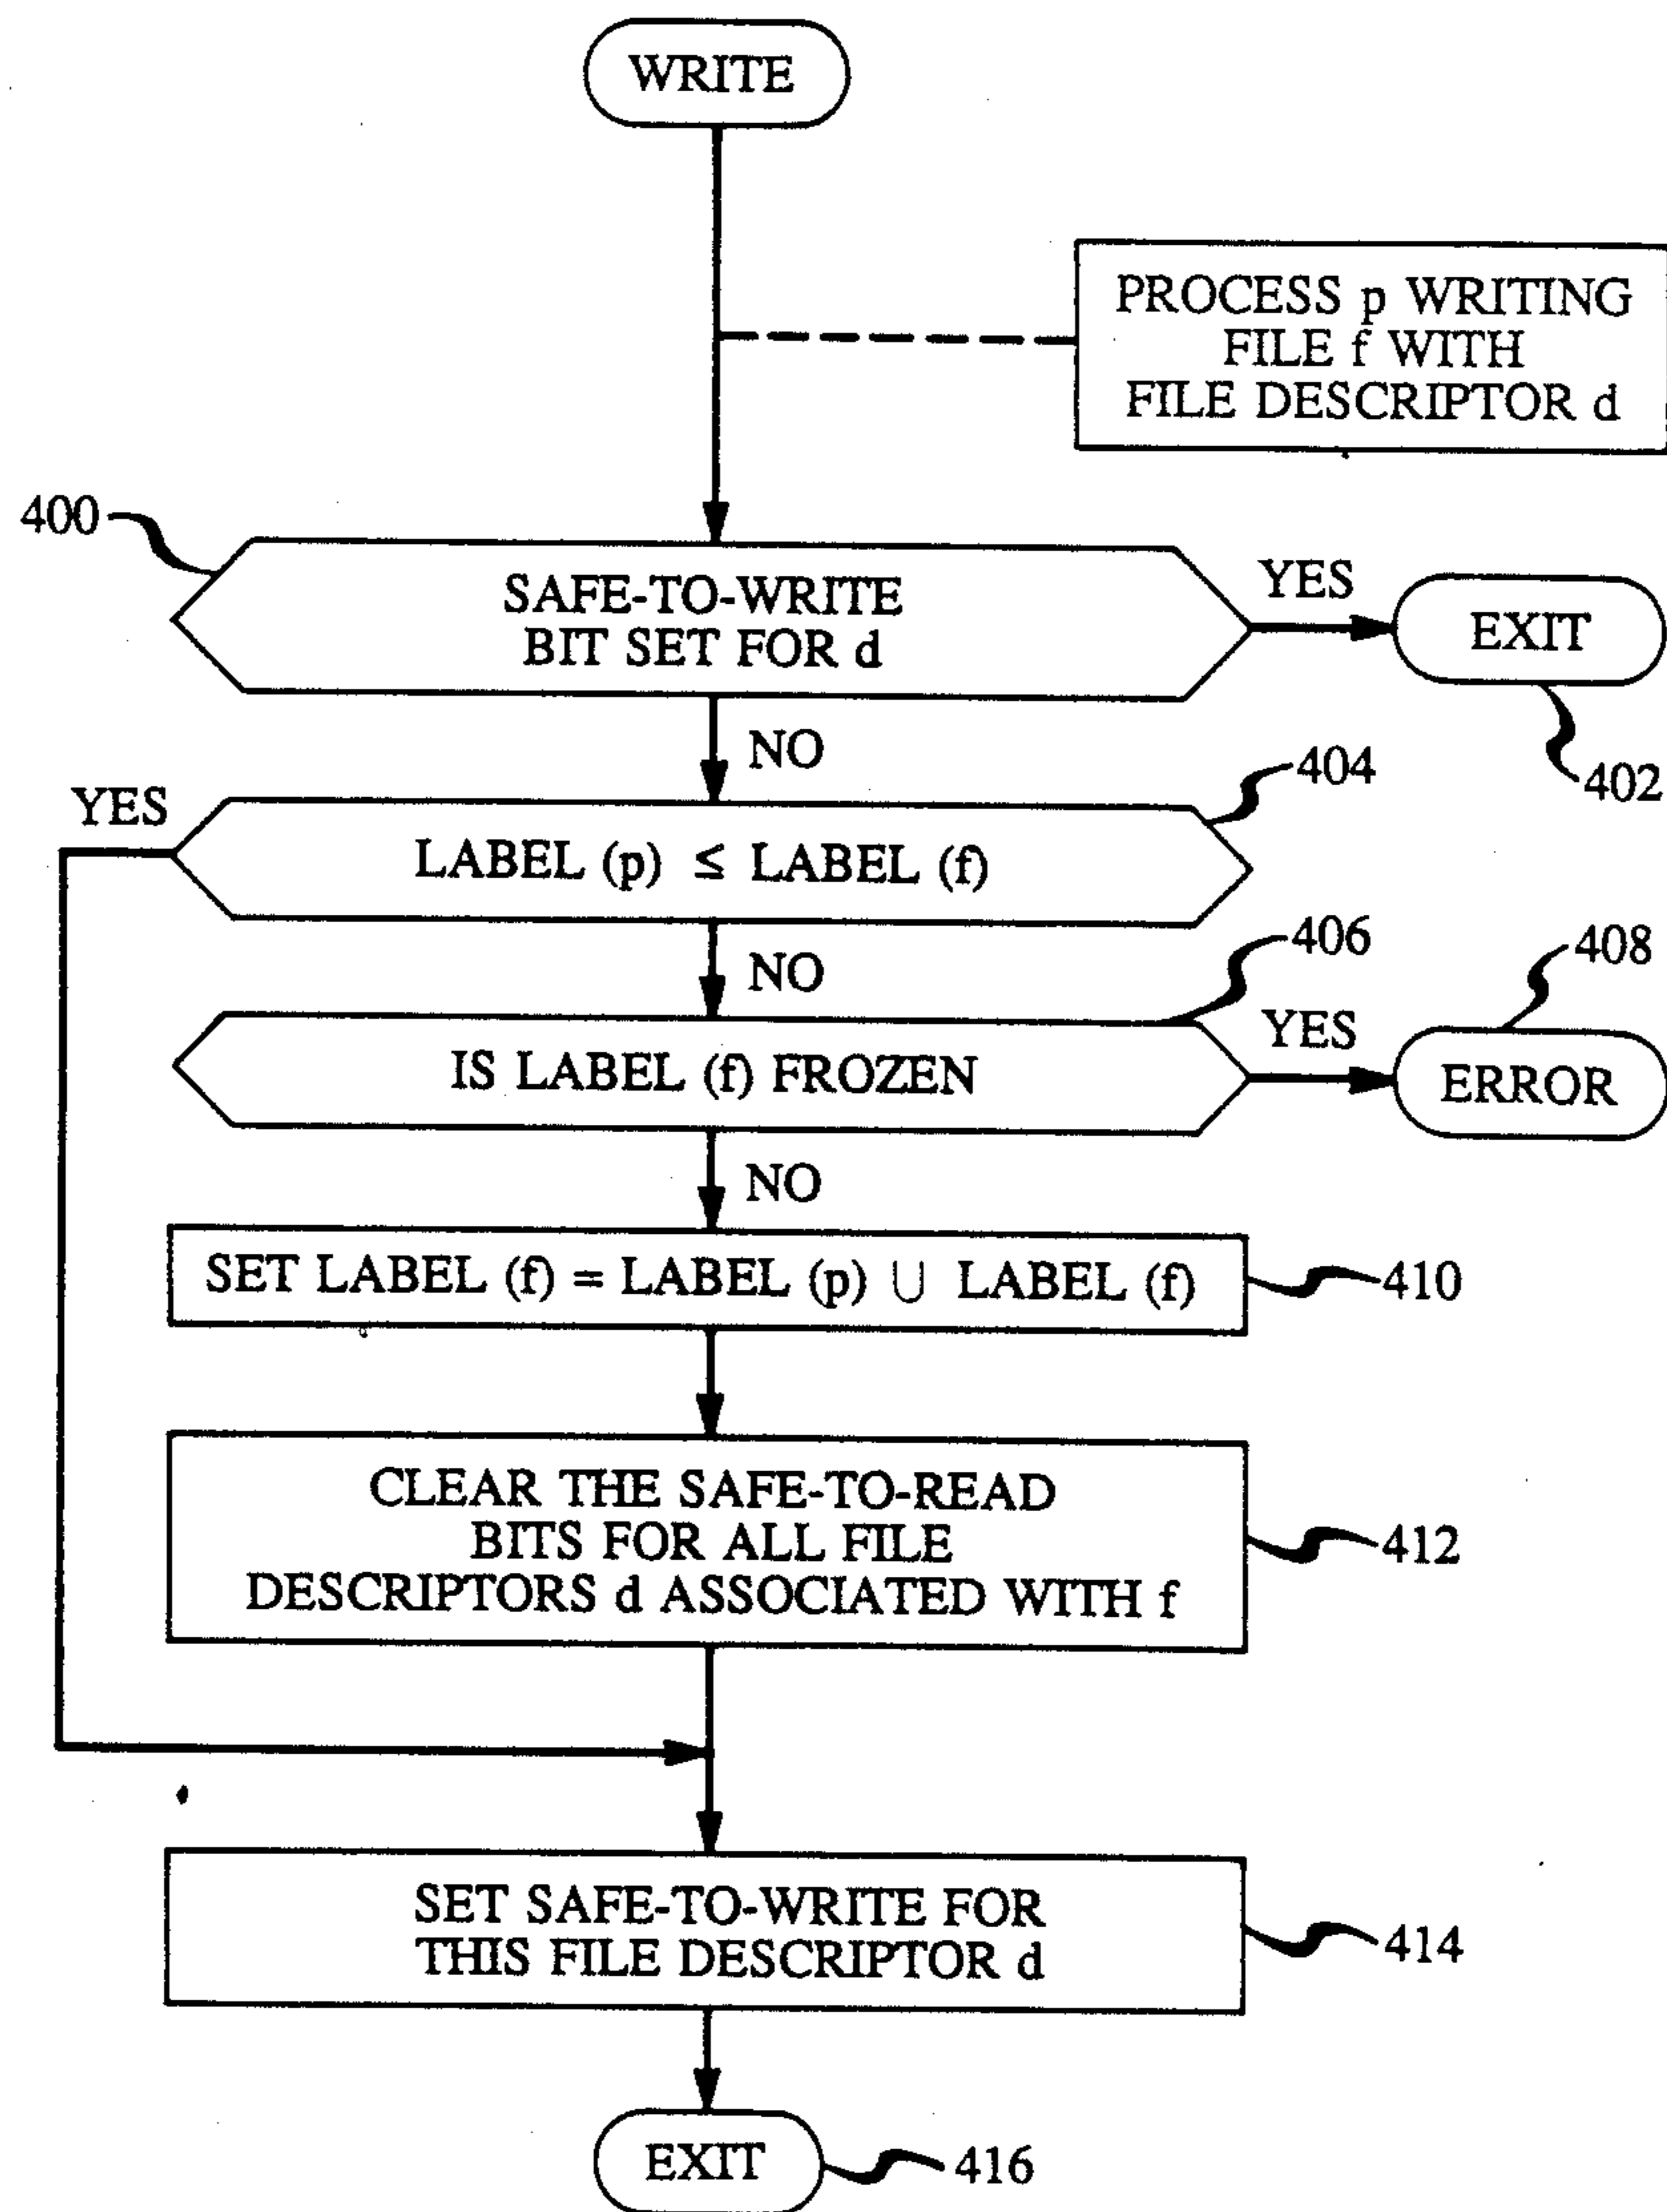 WRITE
PROCESS p WRITING
FILE f WITH
FILE DESCRIPTOR d
400
SAFE-TO-WRITE
BIT SET FOR d
YES
EXIT
402
NO
404
YES
LABEL (p) ≤ LABEL (f)
NO
406
408
IS LABEL (f) FROZEN
YES
ERROR
NO
SET LABEL (f) = LABEL (p) ∪ LABEL (f)
410
CLEAR THE SAFE-TO-READ
BITS FOR ALL FILE
DESCRIPTORS d ASSOCIATED WITH f
412
SET SAFE-TO-WRITE FOR
THIS FILE DESCRIPTOR d
414
EXIT
416